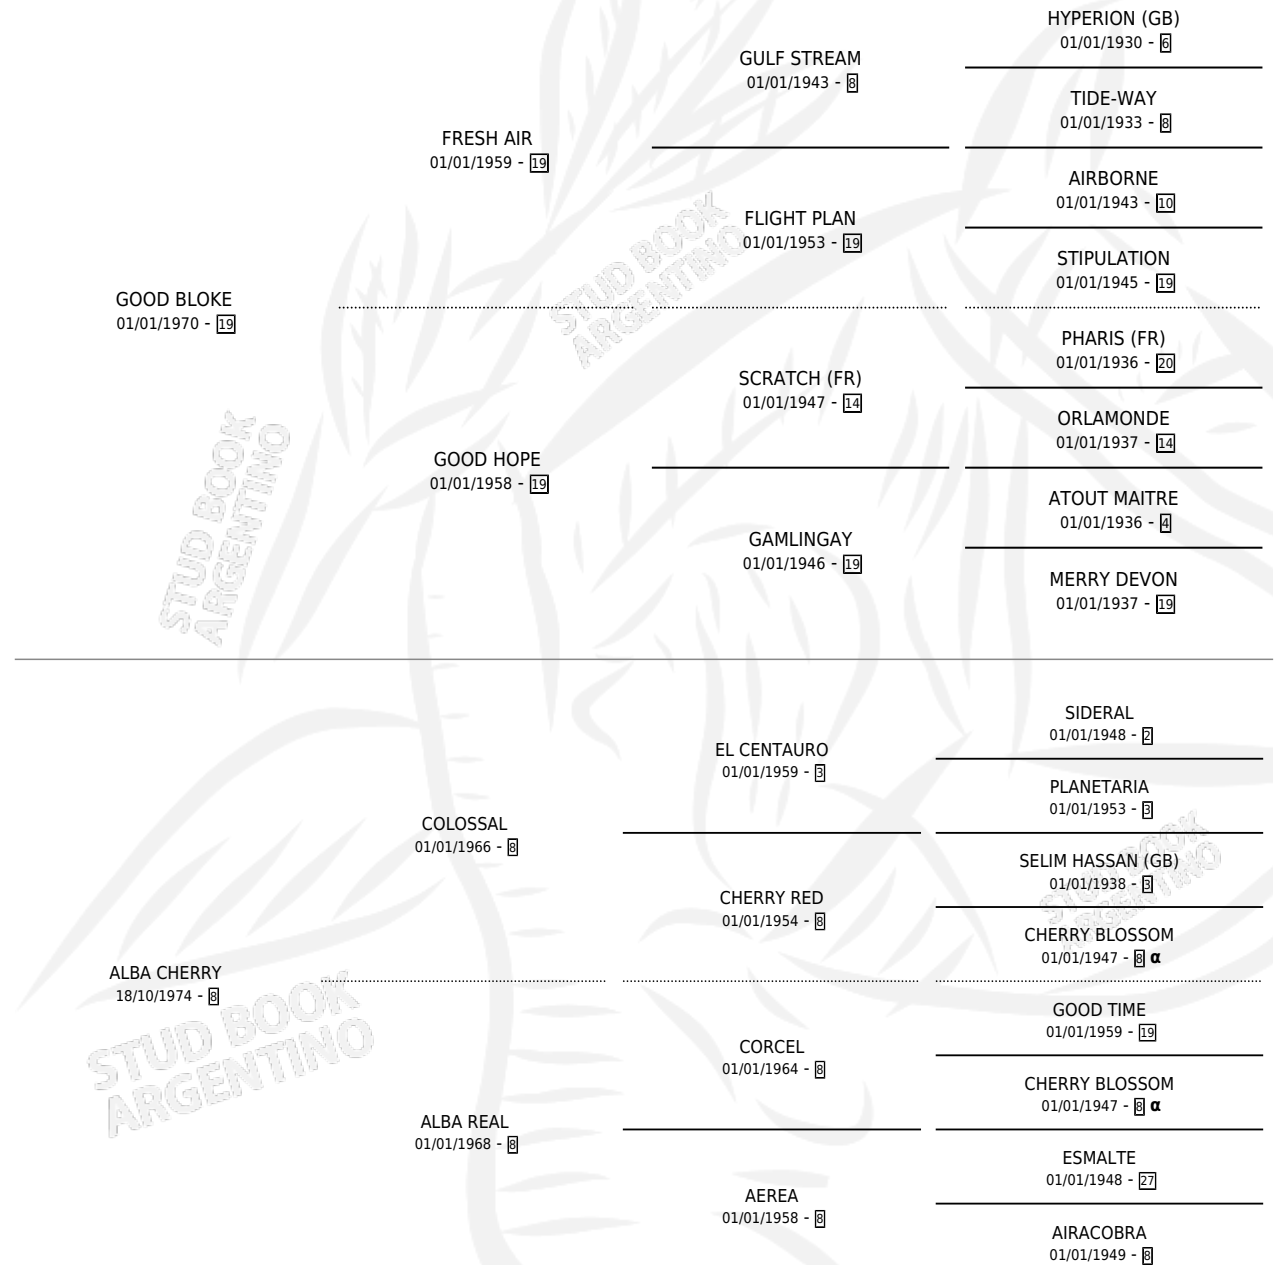 HYPERION (GB)
01/01/1930 - 6
GULF STREAM
01/01/1943 - 8
TIDE-WAY
01/01/1933 - 8
FRESH AIR
01/01/1959 - 19
AIRBORNE
01/01/1943 - 10
FLIGHT PLAN
01/01/1953 - 19
STIPULATION
01/01/1945 - 19
GOOD BLOKE
01/01/1970 - 19
PHARIS (FR)
01/01/1936 - 20
SCRATCH (FR)
01/01/1947 - 14
ORLAMONDE
01/01/1937 - 14
GOOD HOPE
01/01/1958 - 19
ATOUT MAITRE
01/01/1936 - 4
GAMLINGAY
01/01/1946 - 19
MERRY DEVON
01/01/1937 - 19
SIDERAL
01/01/1948 - 2
EL CENTAURO
01/01/1959 - 3
PLANETARIA
01/01/1953 - 3
COLOSSAL
01/01/1966 - 8
SELIM HASSAN (GB)
01/01/1938 - 3
CHERRY RED
01/01/1954 - 8
CHERRY BLOSSOM
01/01/1947 - 8 α
ALBA CHERRY
18/10/1974 - 8
GOOD TIME
01/01/1959 - 19
CORCEL
01/01/1964 - 8
CHERRY BLOSSOM
01/01/1947 - 8 α
ALBA REAL
01/01/1968 - 8
ESMALTE
01/01/1948 - 27
AEREA
01/01/1958 - 8
AIRACOBRA
01/01/1949 - 8
STUD BOOK
ARGENTINO
STUD BOOK
ARGENTINO
STUD BOOK
ARGENTINO
STUD BOOK
ARGENTINO